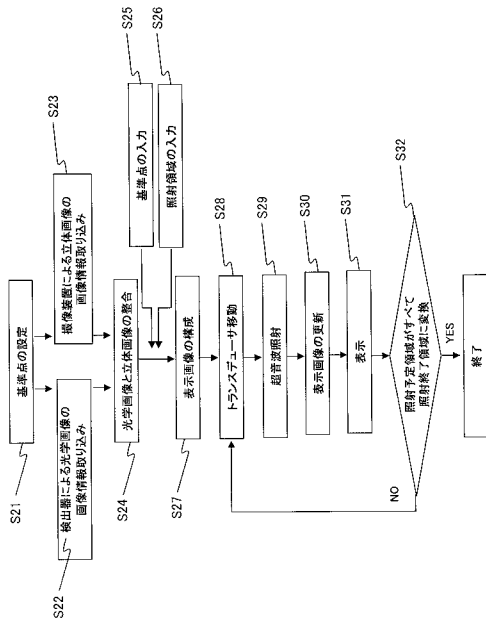 S21
基準点の設定
S22
検出器による光学画像の
画像情報取り込み
S23
撮像装置による立体画像の
画像情報取り込み
S24
光学画像と立体画像の整合
S25
基準点の入力
S26
照射領域の入力
S27
表示画像の構成
S28
トランスデューサ移動
S29
超音波照射
S30
表示画像の更新
S31
表示
S32
照射予定領域がすべて
照射終了領域に変換
NO
YES
終了